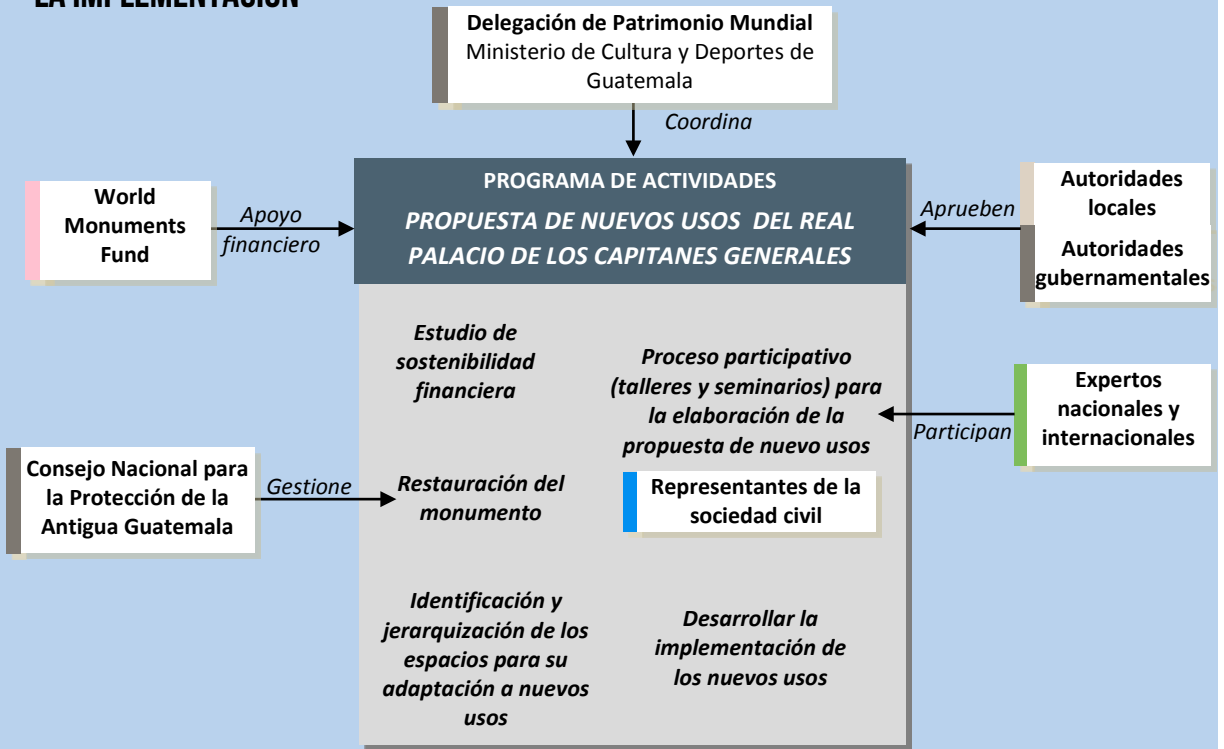 LA IMPLEMENTACIÓN
Delegación de Patrimonio Mundial
Ministerio de Cultura y Deportes de
Guatemala
Coordina
World
Monuments
Fund
Apoyo
financiero
PROGRAMA DE ACTIVIDADES
PROPUESTA DE NUEVOS USOS DEL REAL
PALACIO DE LOS CAPITANES GENERALES
Aprueben
Autoridades
locales
Autoridades
gubernamentales
Estudio de
sostenibilidad
financiera
Proceso participativo
(talleres y seminarios) para
la elaboración de la
propuesta de nuevo usos
Participan
Expertos
nacionales y
internacionales
Consejo Nacional para
la Protección de la
Antigua Guatemala
Gestione
Restauración del
monumento
Representantes de la
sociedad civil
Identificación y
jerarquización de los
espacios para su
adaptación a nuevos
usos
Desarrollar la
implementación de
los nuevos usos